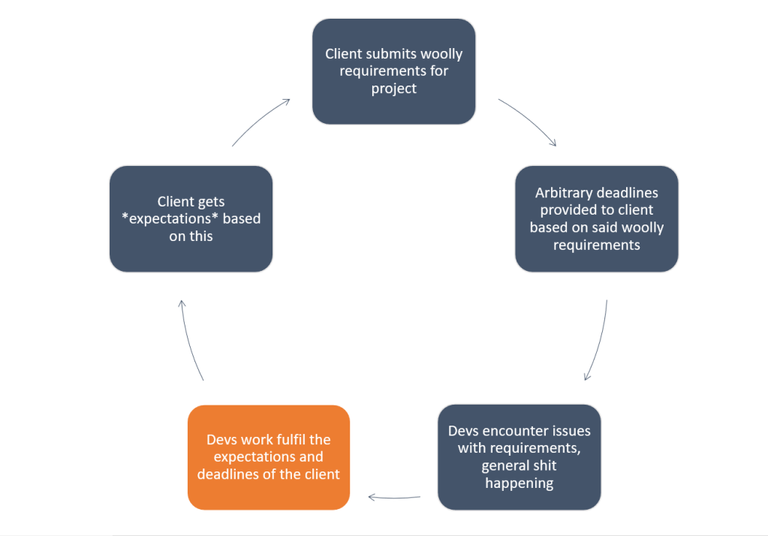 Client submits woolly
requirements for
project
Arbitrary deadlines
provided to client
based on said woolly
requirements
Devs encounter issues
with requirements,
general shit
happening
Devs work fulfil the
expectations and
deadlines of the client
Client gets
*expectations* based
on this